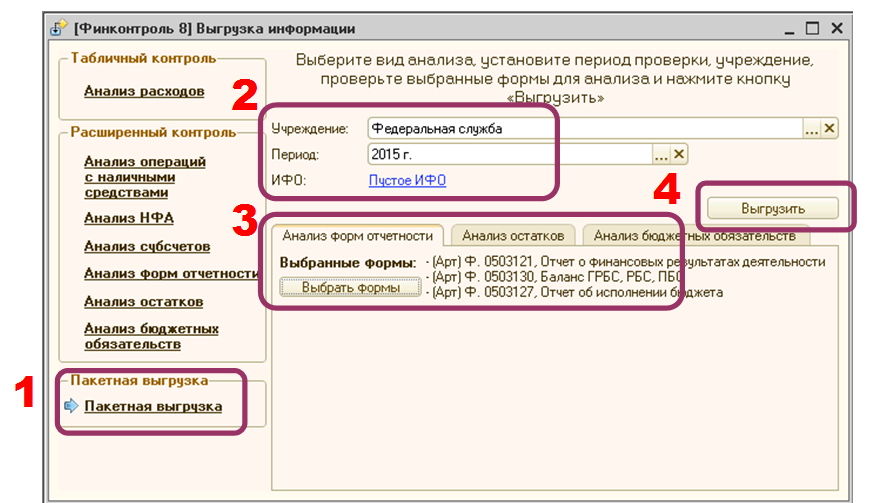 [Финконтроль 8] Выгрузка информации
Табличный контроль
Анализ расходов
Расширенный контроль
Анализ операций
с наличными
средствами
Анализ НФА
Анализ субсчетов
Анализ форм отчетности
Анализ остатков
Анализ бюджетных
обязательств
1
Пакетная выгрузка
Пакетная выгрузка
Выберите вид анализа, установите период проверки, учреждение,
проверьте выбранные формы для анализа и нажмите кнопку
«Выгрузить»
2
Учреждение: Федеральная служба ... ×
Период: 2015 г. ... ×
ИФО: Пустое ИФО
4
Выгрузить
3
Анализ форм отчетности Анализ остатков Анализ бюджетных обязательств
Выбранные формы: - (Арт) Ф. 0503121, Отчет о финансовых результатах деятельности
- (Арт) Ф. 0503130, Баланс ГРБС, РБС, ПБС
Выбрать формы - (Арт) Ф. 0503127, Отчет об исполнении бюджета